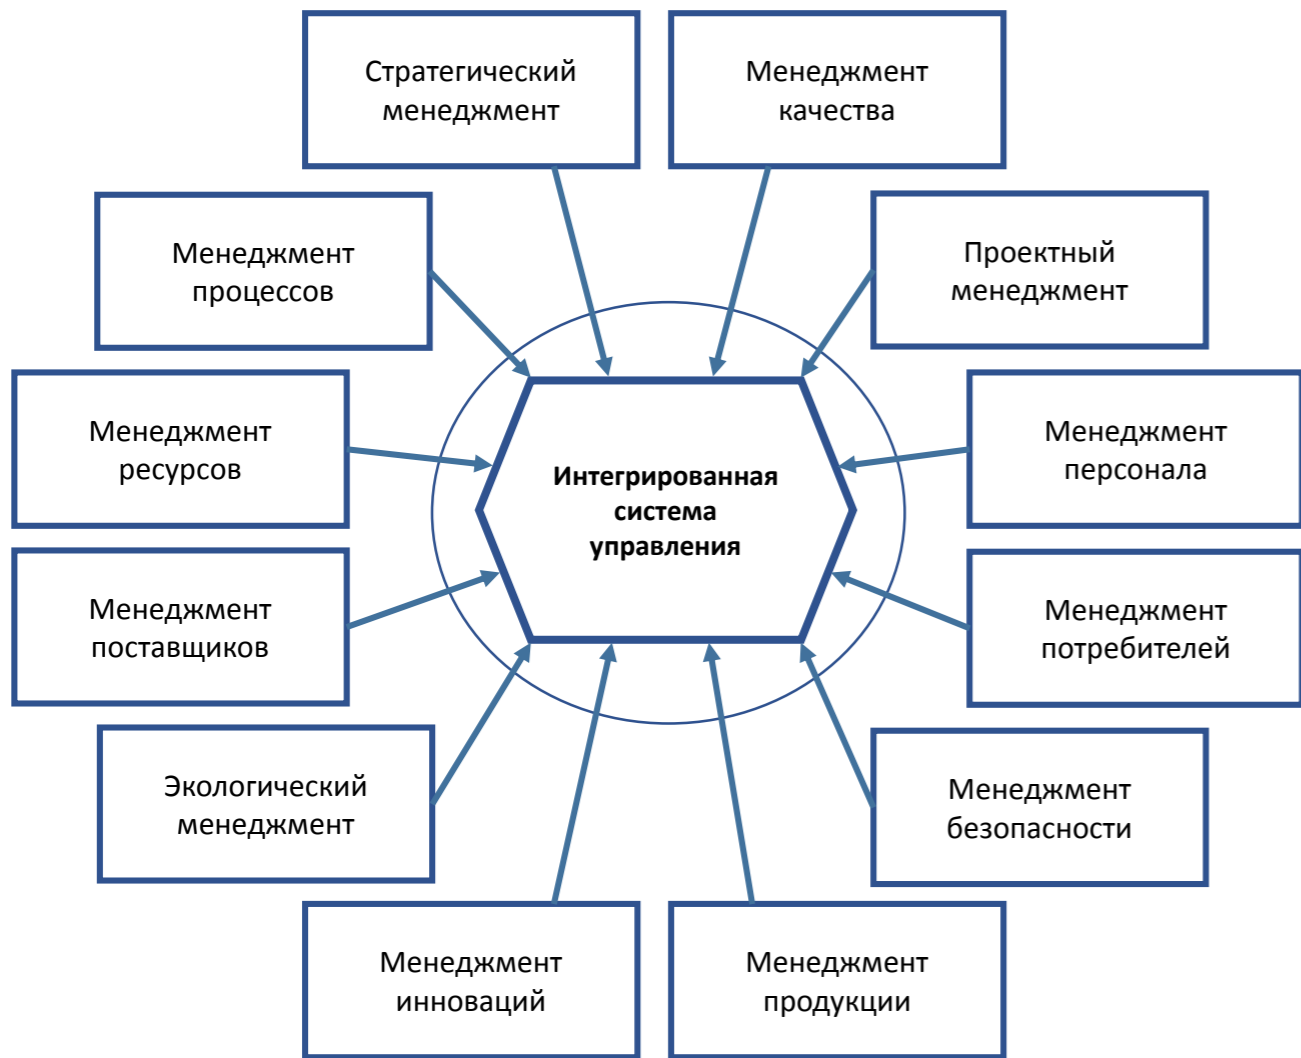 Стратегический
менеджмент
Менеджмент
качества
Менеджмент
процессов
Проектный
менеджмент
Менеджмент
ресурсов
Интегрированная
система
управления
Менеджмент
персонала
Менеджмент
поставщиков
Менеджмент
потребителей
Экологический
менеджмент
Менеджмент
безопасности
Менеджмент
инноваций
Менеджмент
продукции